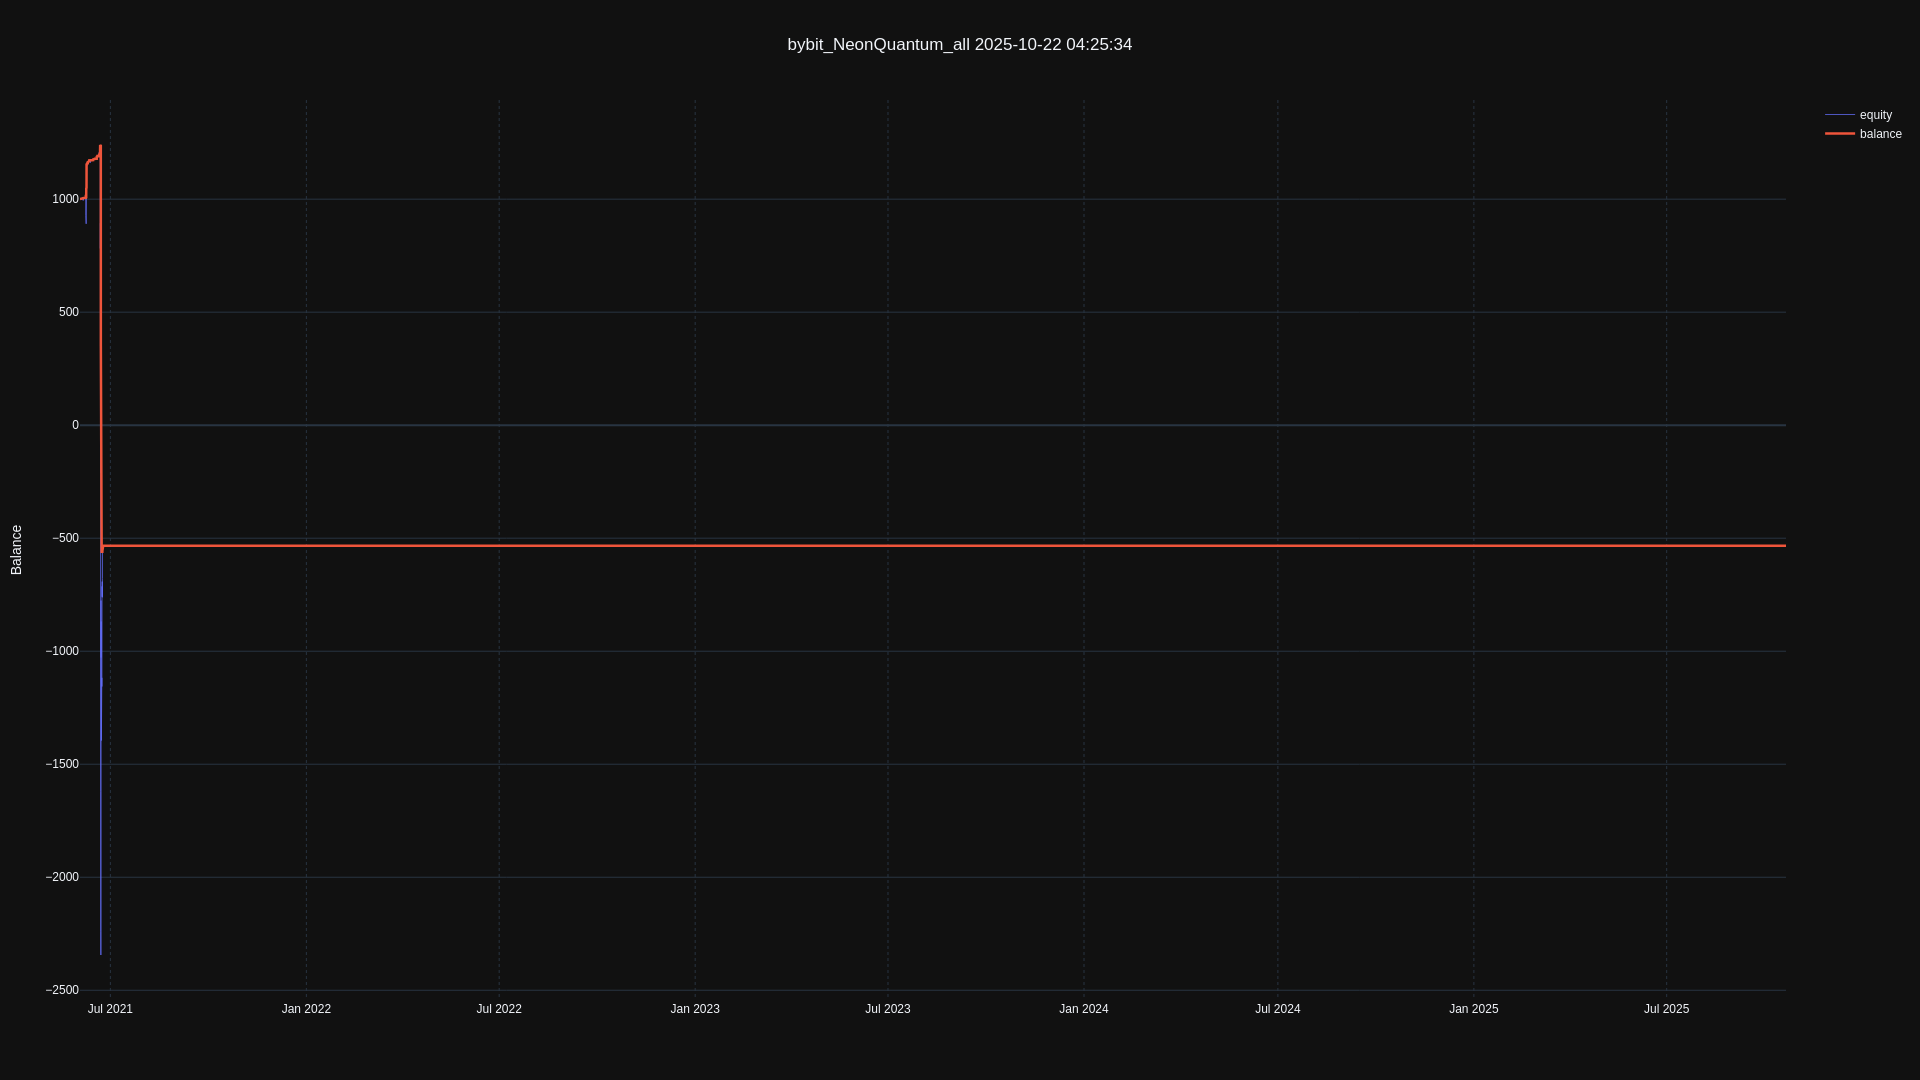 bybit_NeonQuantum_all 2025-10-22 04:25:34
equity
balance
1000
500
0
−500
−1000
−1500
−2000
−2500
Balance
Jul 2021
Jan 2022
Jul 2022
Jan 2023
Jul 2023
Jan 2024
Jul 2024
Jan 2025
Jul 2025